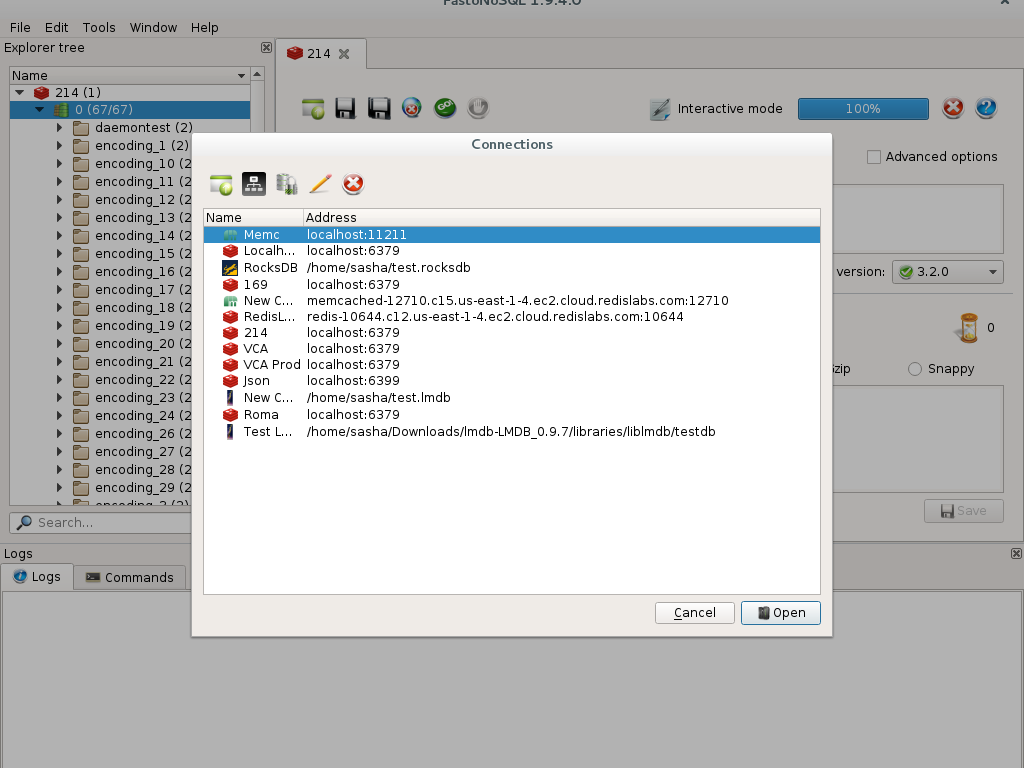 FastoNoSQL 1.9.4.0
File Edit Tools Window Help
Explorer tree
Name
214 (1)
0 (67/67)
daemontest (2)
encoding_1 (2)
encoding_10 (2
encoding_11 (2
encoding_12 (2
encoding_13 (2
encoding_14 (2
encoding_15 (2
encoding_16 (2
encoding_17 (2
encoding_18 (2
encoding_19 (2
encoding_20 (2
encoding_21 (2
encoding_22 (2
encoding_23 (2
encoding_24 (2
encoding_26 (2
encoding_27 (2
encoding_28 (2
encoding_29 (2
encoding_3 (2)
Search...
214
GO
Interactive mode
100%
Advanced options
version: 3.2.0
0
zip
Snappy
Save
Connections
Name Address
Memc localhost:11211
Localh... localhost:6379
RocksDB /home/sasha/test.rocksdb
169 localhost:6379
New C... memcached-12710.c15.us-east-1-4.ec2.cloud.redislabs.com:12710
RedisL... redis-10644.c12.us-east-1-4.ec2.cloud.redislabs.com:10644
214 localhost:6379
VCA localhost:6379
VCA Prod localhost:6379
Json localhost:6399
New C... /home/sasha/test.lmdb
Roma localhost:6379
Test L... /home/sasha/Downloads/lmdb-LMDB_0.9.7/libraries/liblmdb/testdb
Cancel Open
Logs
Logs Commands